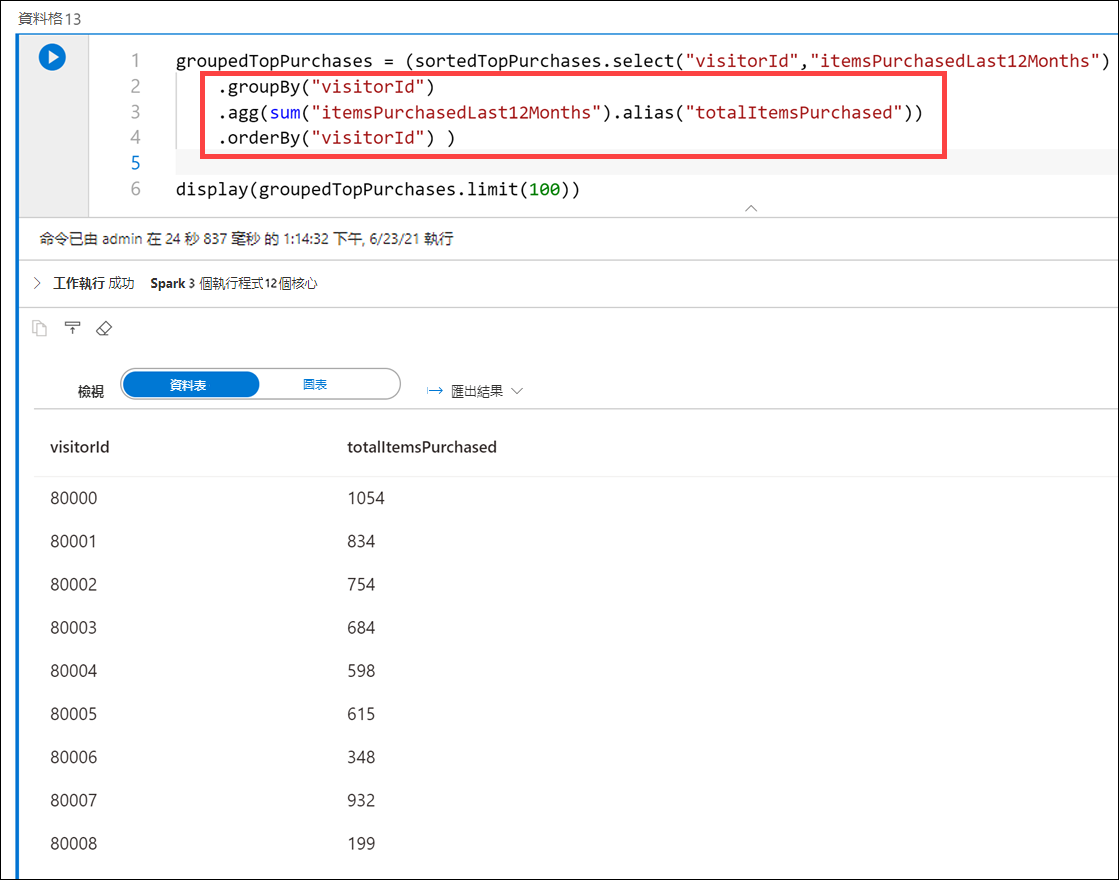 資料格13
1 groupedTopPurchases = (sortedTopPurchases.select("visitorId","itemsPurchasedLast12Months")
2 .groupBy("visitorId")
3 .agg(sum("itemsPurchasedLast12Months").alias("totalItemsPurchased"))
4 .orderBy("visitorId") )
5
6 display(groupedTopPurchases.limit(100))
命令已由 admin 在 24 秒 837 毫秒 的 1:14:32 下午, 6/23/21 執行
工作執行 成功 Spark 3 個執行程式12個核心
檢視 資料表 圖表 匯出結果
visitorId totalItemsPurchased
80000 1054
80001 834
80002 754
80003 684
80004 598
80005 615
80006 348
80007 932
80008 199